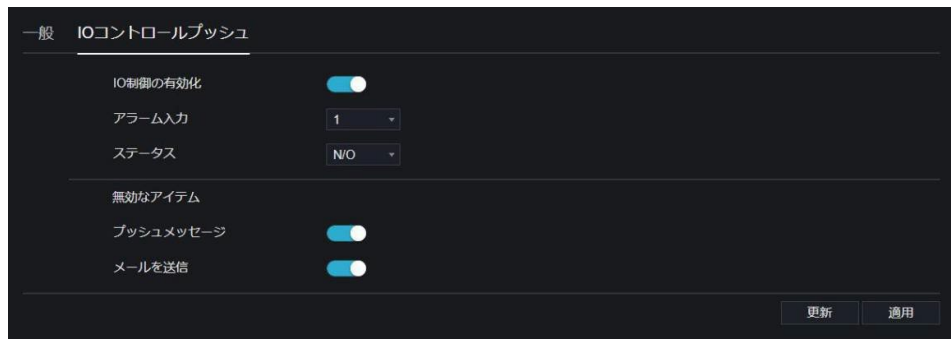 一般 IOコントロールプッシュ
IO制御の有効化
アラーム入力 1
ステータス N/O
無効なアイテム
プッシュメッセージ
メールを送信
更新 適用